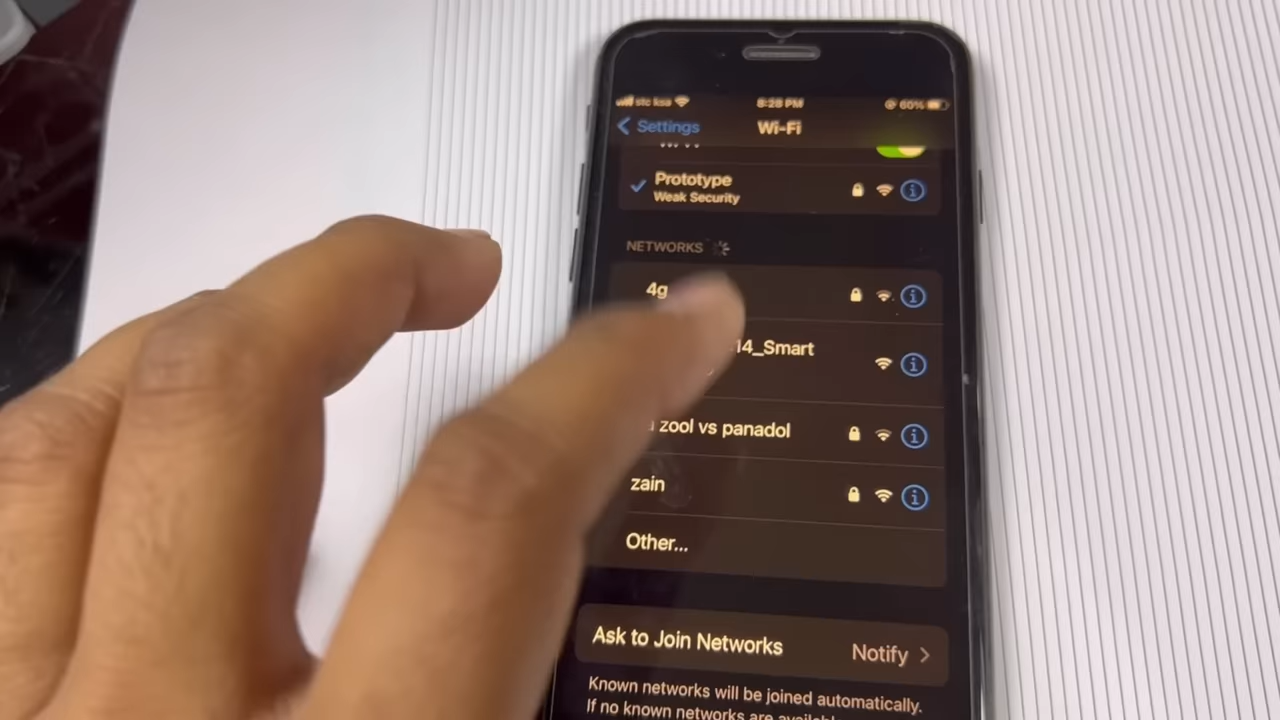 stc ksa 8:28 PM 60%
Settings Wi-Fi
Prototype
Weak Security
NETWORKS
4g
14_Smart
zool vs panadol
zain
Other...
Ask to Join Networks Notify
Known networks will be joined automatically.
If no known networks are